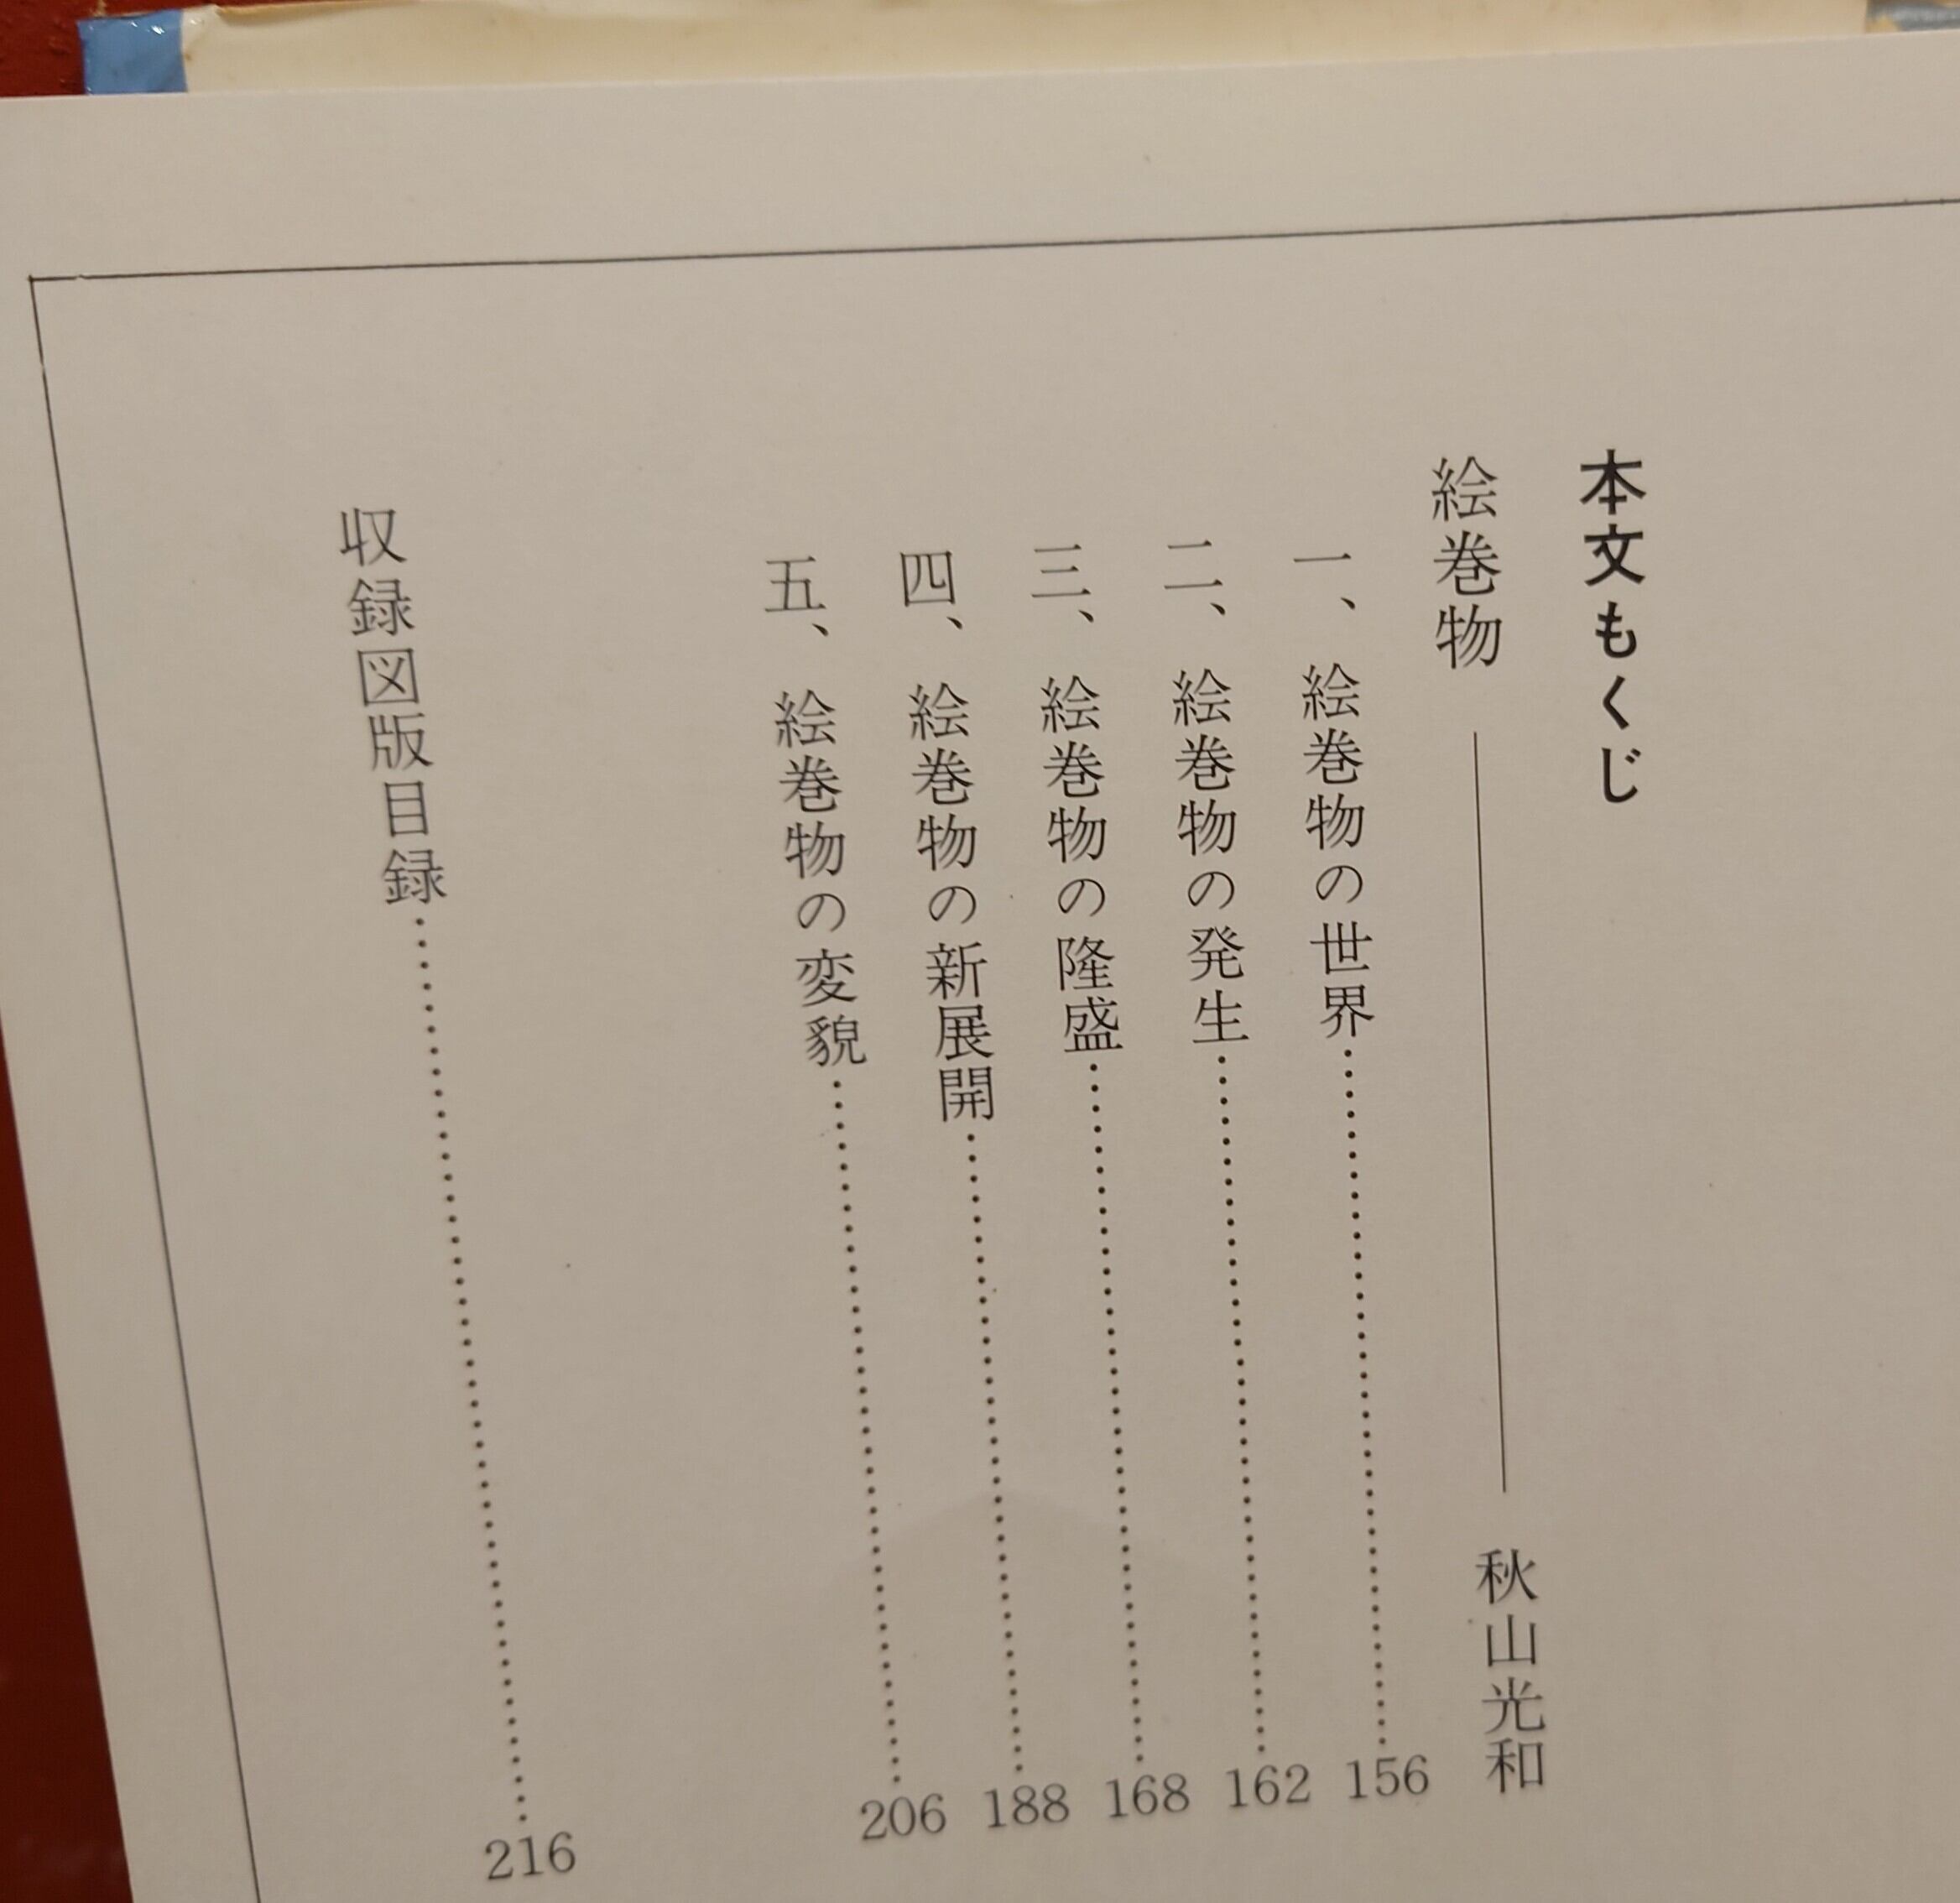 本文もくじ
絵巻物 ――― 秋山光和
一、絵巻物の世界……156
二、絵巻物の発生……162
三、絵巻物の隆盛……168
四、絵巻物の新展開……188
五、絵巻物の変貌……206
収録図版目録……216